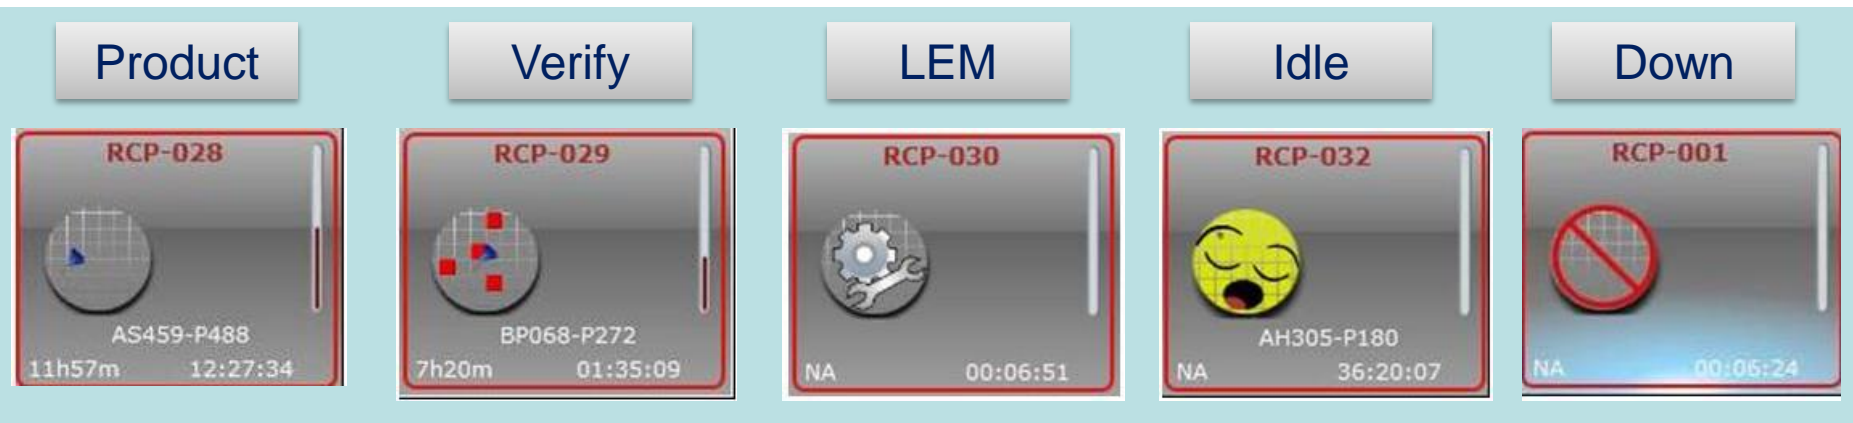 Product
Verify
LEM
Idle
Down
RCP-028
AS459-P488
11h57m 12:27:34
RCP-029
BP068-P272
7h20m 01:35:09
RCP-030
NA 00:06:51
RCP-032
AH305-P180
NA 36:20:07
RCP-001
NA 00:06:24